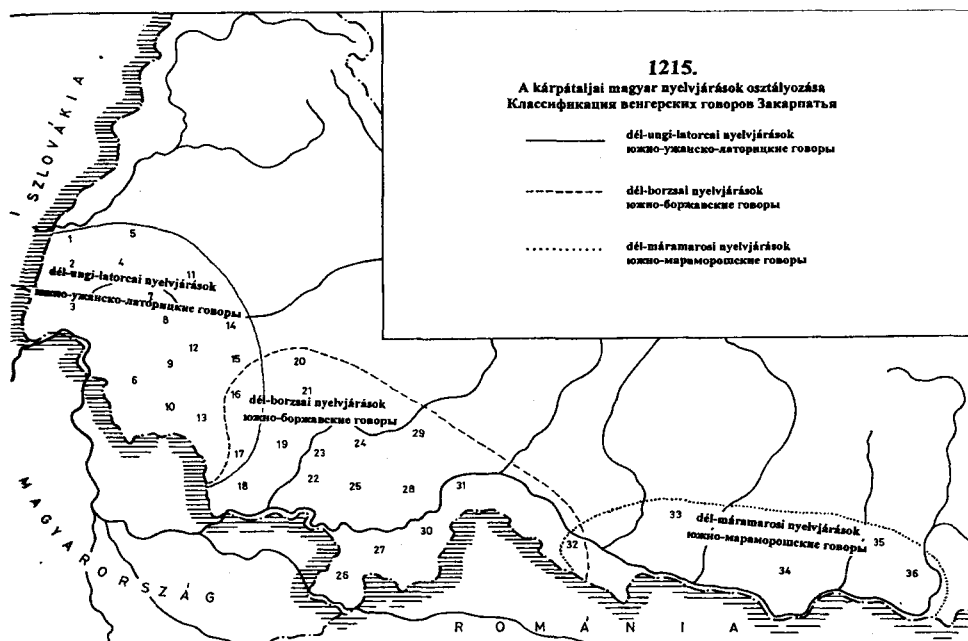 1215.
A kárpátaljai magyar nyelvjárások osztályozása
Классификация венгерских говоров Закарпатья
dél-ungi-latorcai nyelvjárások
южно-ужанско-латорицкие говоры
dél-borzsai nyelvjárások
южно-боржавские говоры
dél-máramarosi nyelvjárások
южно-мараморошские говоры
SZLOVÁKIA
1
5
2
4
11
dél-ungi-latorcai nyelvjárások
7
южно-ужанско-латорицкие говоры
3
8
14
12
15
20
9
6
16
21
10
13
dél-borzsai nyelvjárások
южно-боржавские говоры
29
19
24
23
17
22
18
25
28
31
30
33
dél-máramarosi nyelvjárások
35
южно-мараморошские говоры
32
27
26
34
36
MAGYARORSZÁG
ROMÁNIA